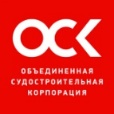 ОСК
ОБЪЕДИНЕННАЯ
СУДОСТРОИТЕЛЬНАЯ
КОРПОРАЦИЯ